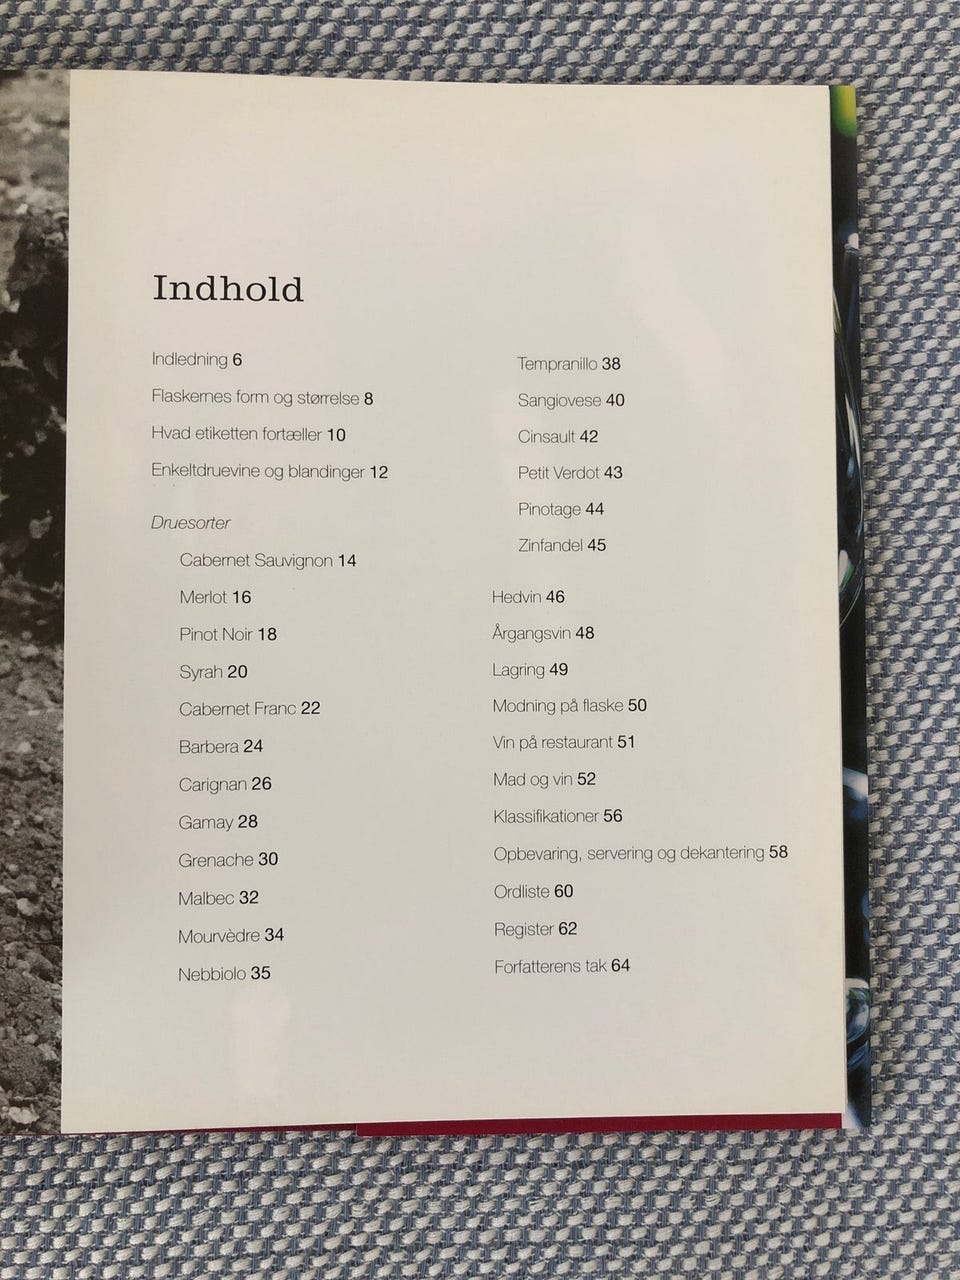 Indhold
Indledning 6
Flaskernes form og størrelse 8
Hvad etiketten fortæller 10
Enkeltdruevine og blandinger 12
Druesorter
Cabernet Sauvignon 14
Merlot 16
Pinot Noir 18
Syrah 20
Cabernet Franc 22
Barbera 24
Carignan 26
Gamay 28
Grenache 30
Malbec 32
Mourvèdre 34
Nebbiolo 35
Tempranillo 38
Sangiovese 40
Cinsault 42
Petit Verdot 43
Pinotage 44
Zinfandel 45
Hedvin 46
Årgangsvin 48
Lagring 49
Modning på flaske 50
Vin på restaurant 51
Mad og vin 52
Klassifikationer 56
Opbevaring, servering og dekantering 58
Ordliste 60
Register 62
Forfatterens tak 64